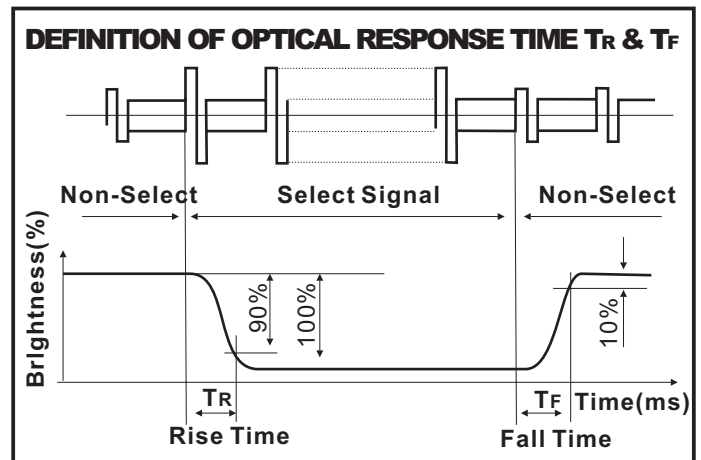 DEFINITION OF OPTICAL RESPONSE TIME TR & TF
Non-Select
Select Signal
Non-Select
BrIghtness(%)
90%
100%
10%
TR
TF
Time(ms)
Rise Time
Fall Time